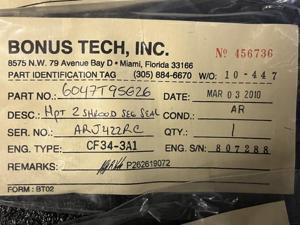 BONUS TECH, INC.
8575 N.W. 79 Avenue Bay D • Miami, Florida 33166
Nº 456736
PART IDENTIFICATION TAG (305) 884-6670 W/O: 10-447
PART NO.: 6047T95G26 DATE: MAR 03 2010
DESC.: HPT 2 SHROUD SEG SEAL COND: AR
SER. NO.: ARJ422RC QTY.: 1
ENG. TYPE: CF34-3A1 ENG. S/N: 807288
REMARKS: P262619072
FORM: BT02